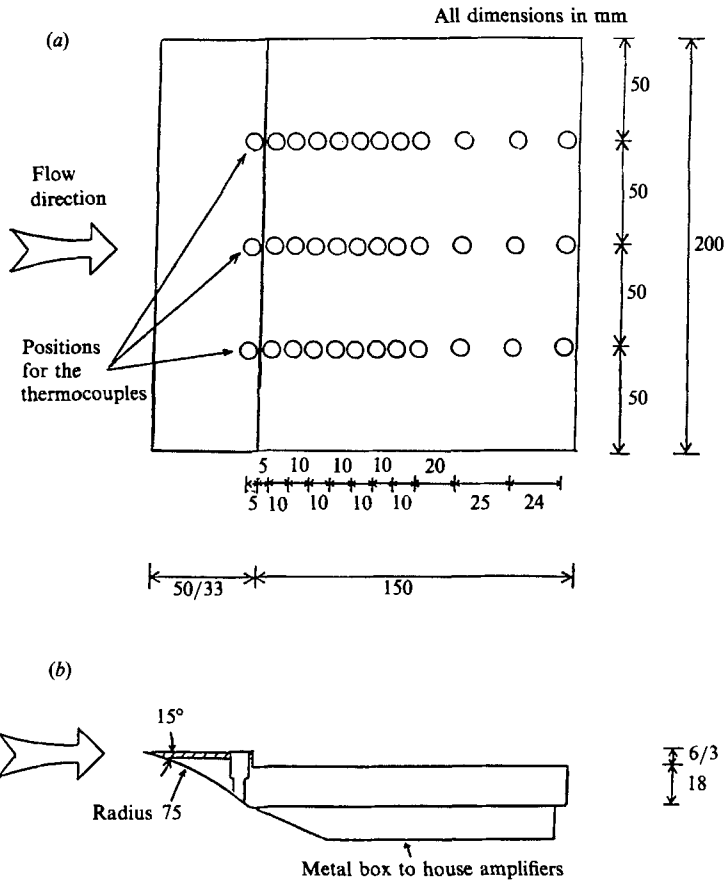 All dimensions in mm
(a)
50
Flow
direction
50
200
50
Positions
for the
thermocouples
50
5 10 10 10 20
5 10 10 10 10 25 24
50/33 150
(b)
15°
6/3
18
Radius 75
Metal box to house amplifiers